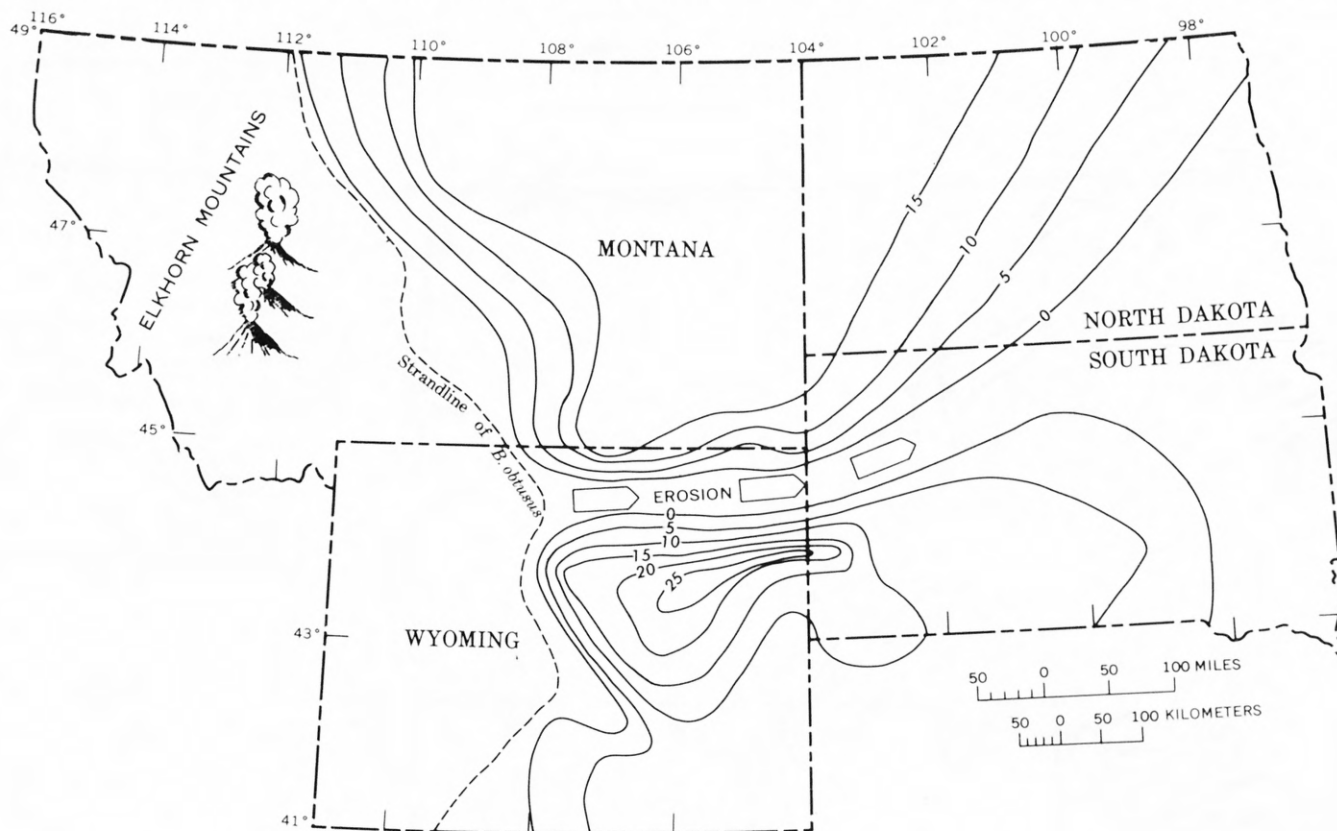 116°
49°
114°
112°
110°
108°
106°
104°
102°
100°
98°
47°
ELKHORN MOUNTAINS
MONTANA
15
10
5
0
NORTH DAKOTA
SOUTH DAKOTA
45°
Strandline of B. obtusus
EROSION
0
5
10
15
20
25
43°
WYOMING
50 0 50 100 MILES
50 0 50 100 KILOMETERS
41°